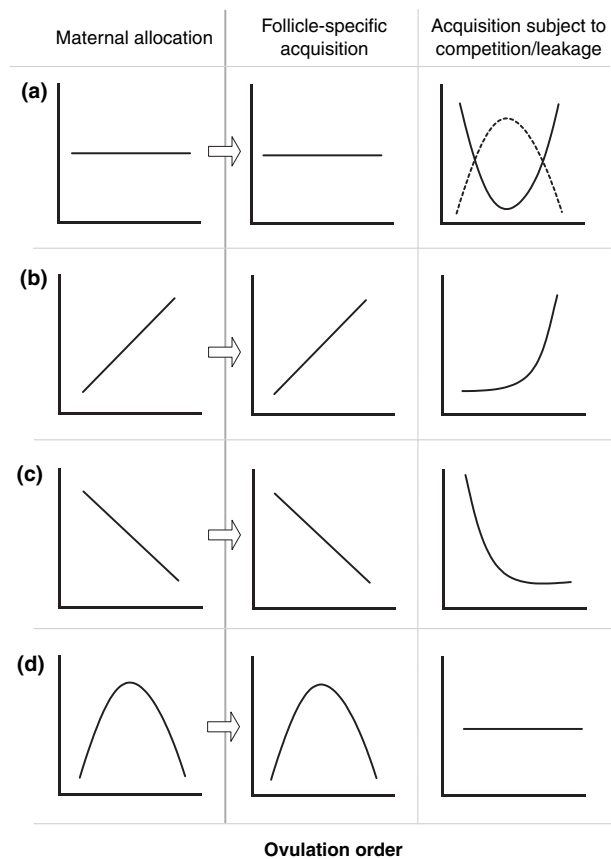 Maternal allocation
Follicle-specific
acquisition
Acquisition subject to
competition/leakage
(a)
(b)
(c)
(d)
Ovulation order